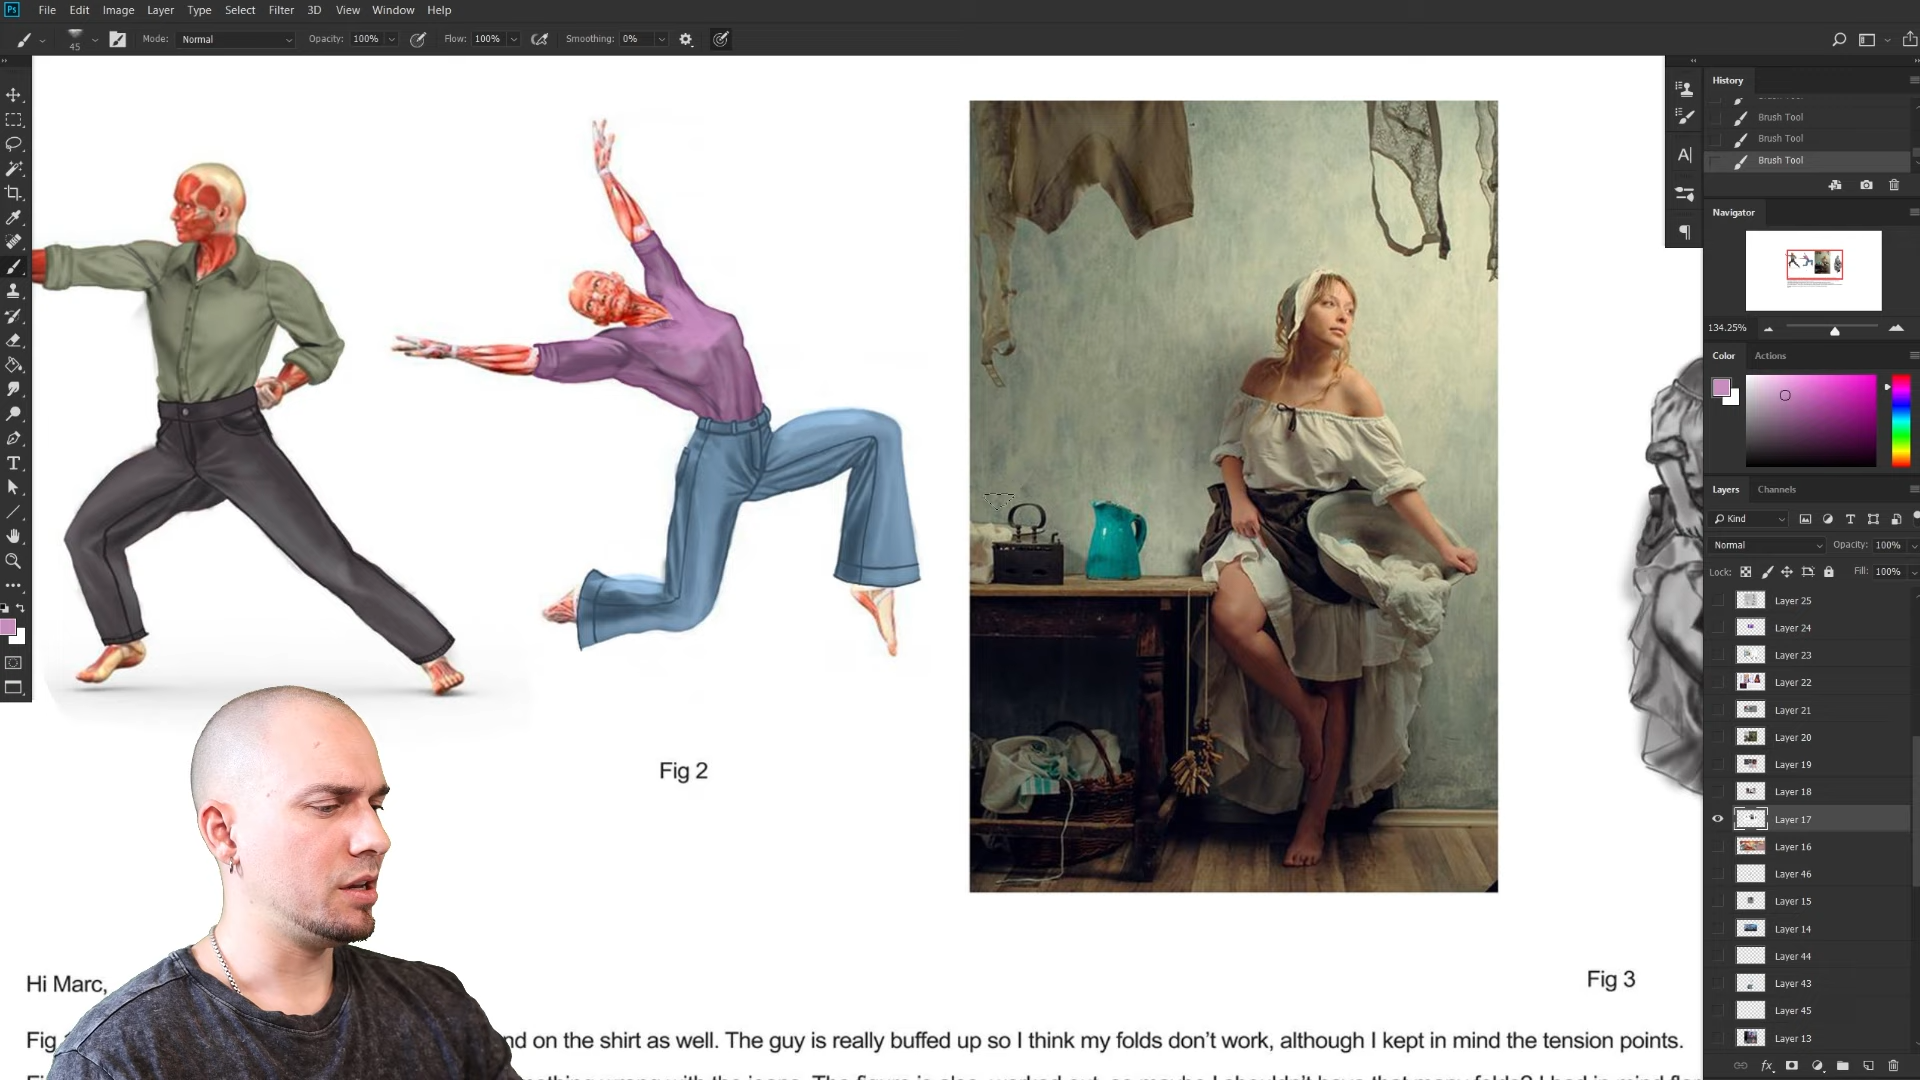 Ps File Edit Image Layer Type Select Filter 3D View Window Help
45 Mode: Normal Opacity: 100% Flow: 100% Smoothing: 0%
History
Brush Tool
Brush Tool
Brush Tool
Navigator
134.25%
Color Actions
Layers Channels
Kind
Normal Opacity: 100%
Lock: Fill: 100%
Layer 25
Layer 24
Layer 23
Layer 22
Layer 21
Layer 20
Layer 19
Layer 18
Layer 17
Layer 16
Layer 46
Layer 15
Layer 14
Layer 44
Layer 43
Layer 45
Layer 13
Fig 2
Fig 3
Hi Marc,
Fig nd on the shirt as well. The guy is really buffed up so I think my folds don't work, although I kept in mind the tension points.